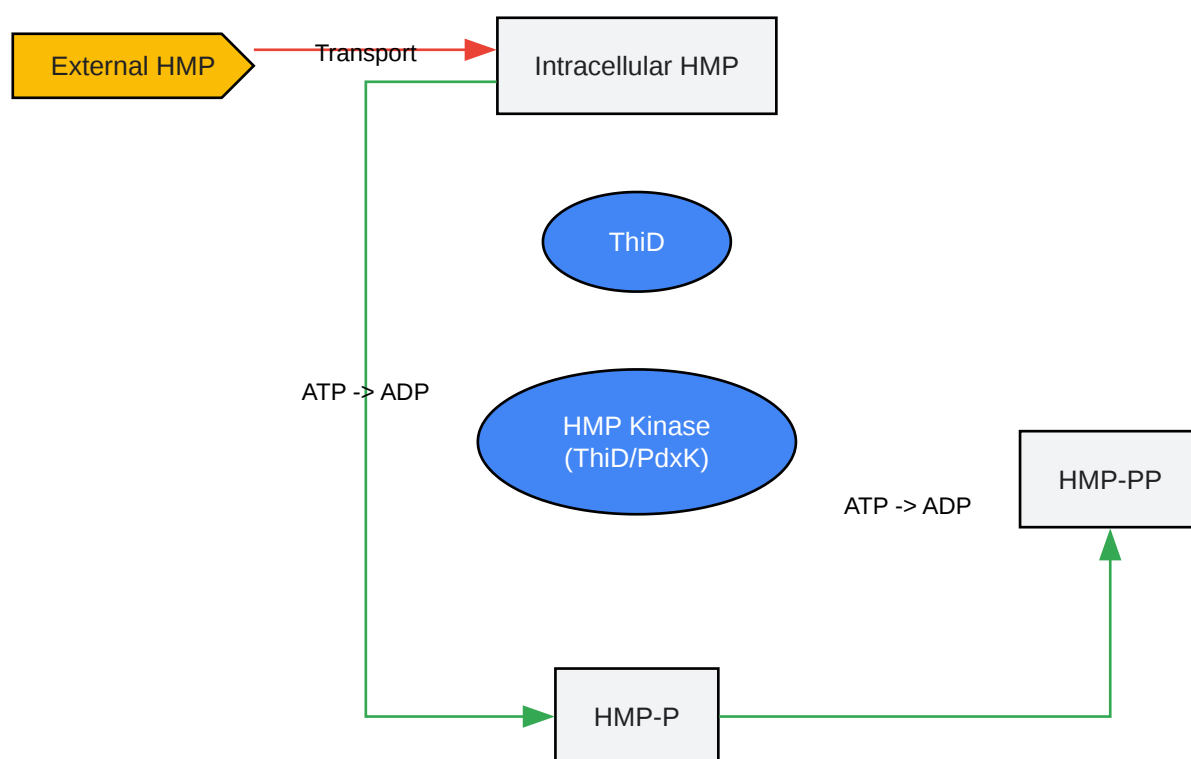 External HMP
Transport
Intracellular HMP
ThiD
ATP -> ADP
HMP Kinase
(ThiD/PdxK)
HMP-PP
ATP -> ADP
HMP-P